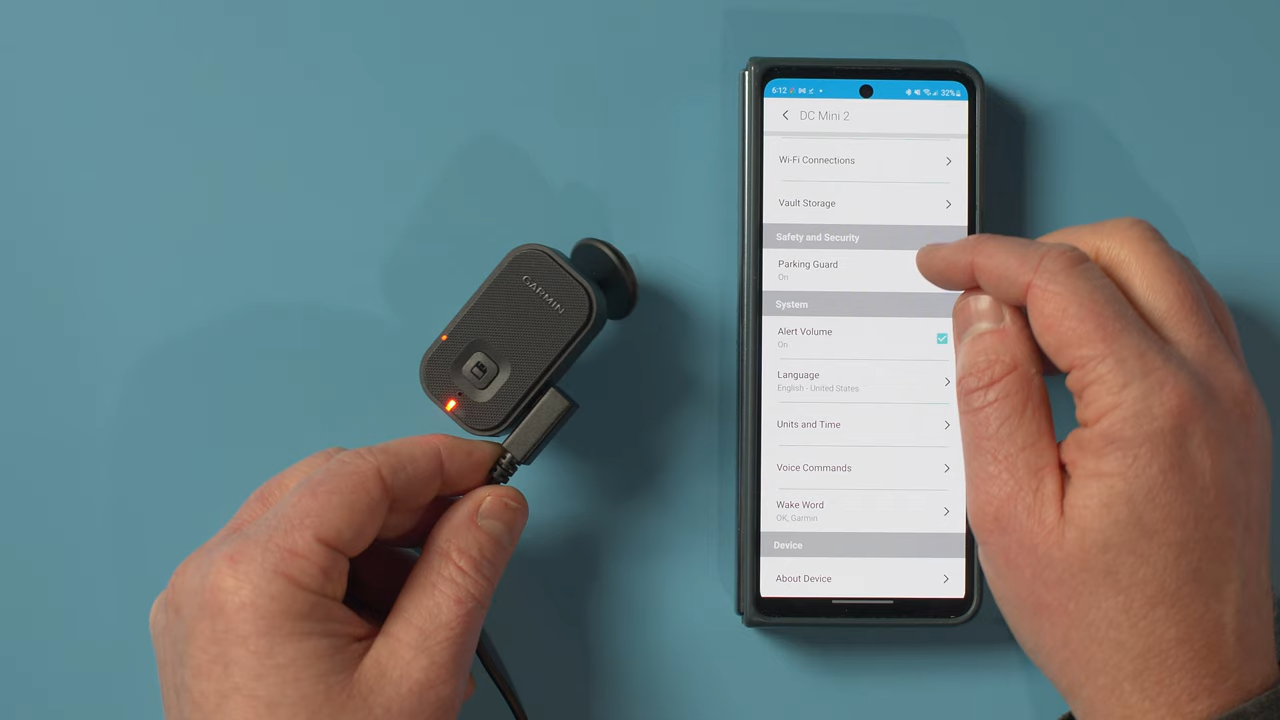 6:12
32%
DC Mini 2
Wi-Fi Connections
Vault Storage
Safety and Security
Parking Guard
On
System
Alert Volume
On
Language
English - United States
Units and Time
Voice Commands
Wake Word
OK, Garmin
Device
About Device
GARMIN